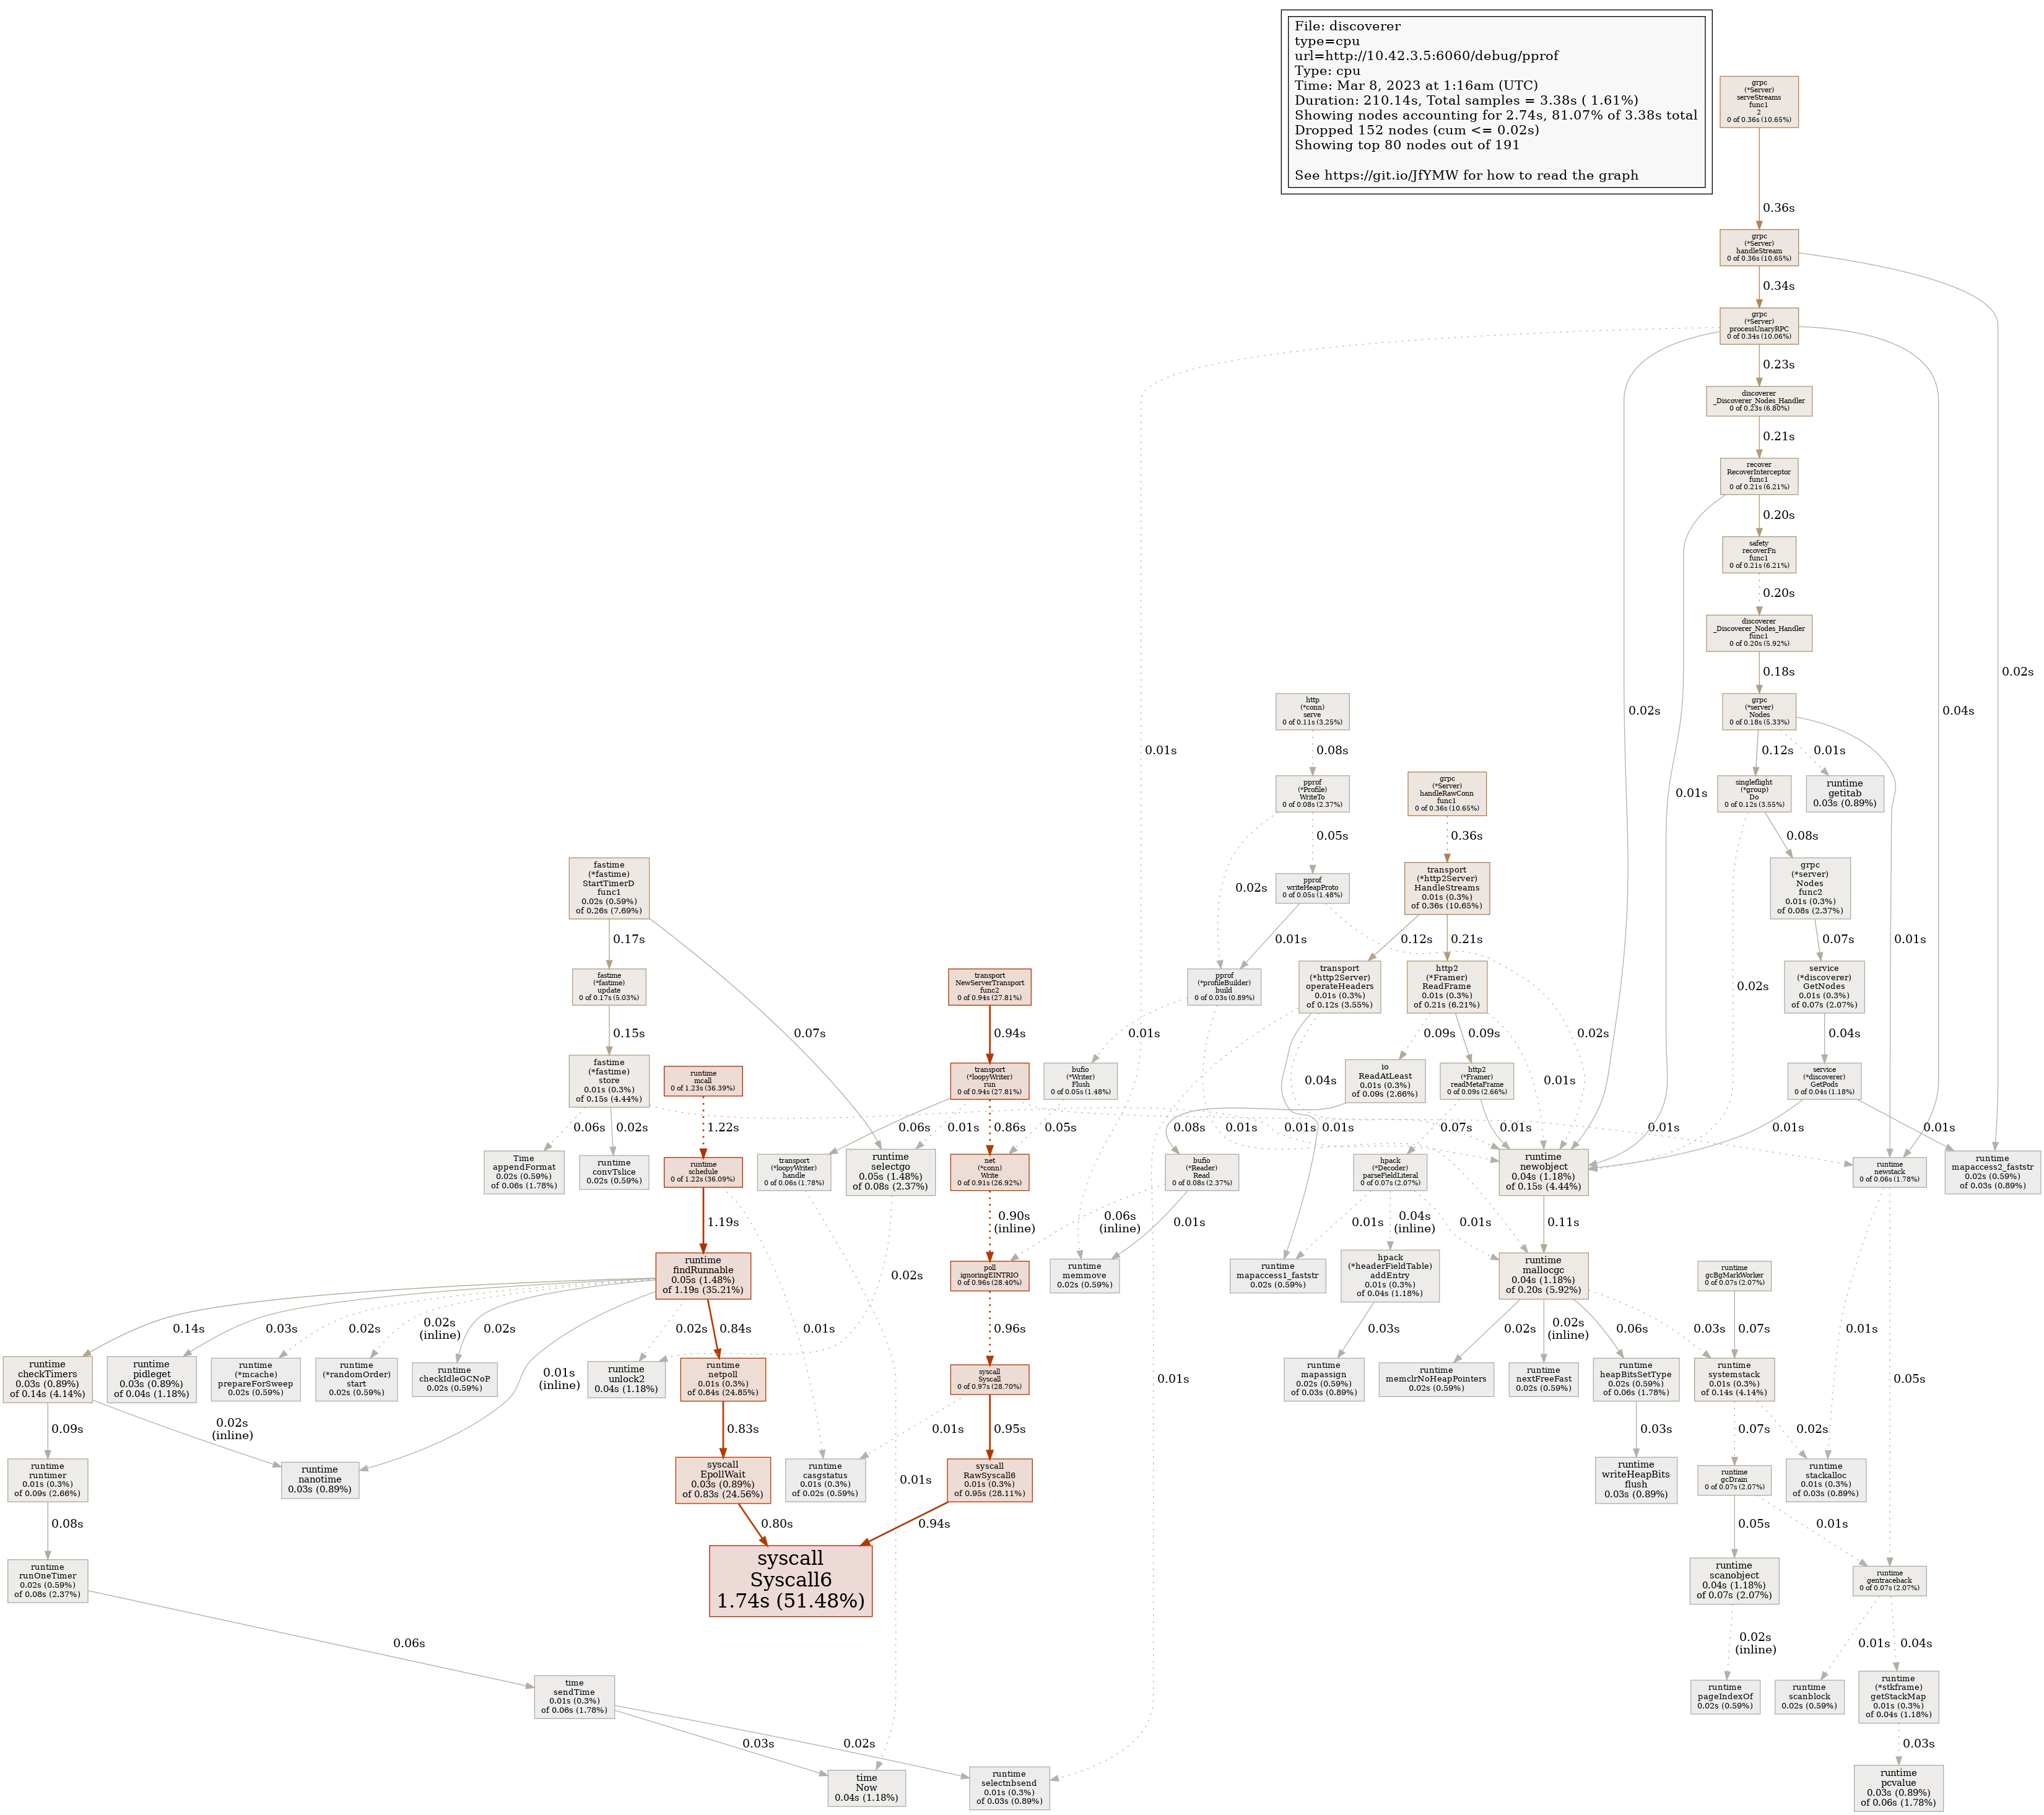 File: discoverer
type=cpu
url=http://10.42.3.5:6060/debug/pprof
Type: cpu
Time: Mar 8, 2023 at 1:16am (UTC)
Duration: 210.14s, Total samples = 3.38s ( 1.61%)
Showing nodes accounting for 2.74s, 81.07% of 3.38s total
Dropped 152 nodes (cum <= 0.02s)
Showing top 80 nodes out of 191
See https://git.io/JfYMW for how to read the graph
grpc
(*Server)
serveStreams
func1
2
0 of 0.36s (10.65%)
0.36s
grpc
(*Server)
handleStream
0 of 0.36s (10.65%)
0.34s
grpc
(*Server)
processUnaryRPC
0 of 0.34s (10.06%)
0.23s
discoverer
_Discoverer_Nodes_Handler
0 of 0.23s (6.80%)
0.21s
recover
RecoverInterceptor
func1
0 of 0.21s (6.21%)
0.20s
safety
recoverFn
func1
0 of 0.21s (6.21%)
0.20s
discoverer
_Discoverer_Nodes_Handler
func1
0 of 0.20s (5.92%)
0.18s
0.02s
http
(*conn)
serve
0 of 0.11s (3.25%)
grpc
(*server)
Nodes
0 of 0.18s (5.33%)
0.02s
0.04s
0.01s
0.08s
0.12s
0.01s
pprof
(*Profile)
WriteTo
0 of 0.08s (2.37%)
grpc
(*Server)
handleRawConn
func1
0 of 0.36s (10.65%)
singleflight
(*group)
Do
0 of 0.12s (3.55%)
runtime
getitab
0.03s (0.89%)
0.01s
0.05s
0.36s
0.08s
fastime
(*fastime)
StartTimerD
func1
0.02s (0.59%)
of 0.26s (7.69%)
0.02s
pprof
writeHeapProto
0 of 0.05s (1.48%)
transport
(*http2Server)
HandleStreams
0.01s (0.3%)
of 0.36s (10.65%)
grpc
(*server)
Nodes
func2
0.01s (0.3%)
of 0.08s (2.37%)
0.17s
0.01s
0.12s
0.21s
0.07s
0.01s
fastime
(*fastime)
update
0 of 0.17s (5.03%)
transport
NewServerTransport
func2
0 of 0.94s (27.81%)
pprof
(*profileBuilder)
build
0 of 0.03s (0.89%)
transport
(*http2Server)
operateHeaders
0.01s (0.3%)
of 0.12s (3.55%)
http2
(*Framer)
ReadFrame
0.01s (0.3%)
of 0.21s (6.21%)
service
(*discoverer)
GetNodes
0.01s (0.3%)
of 0.07s (2.07%)
0.02s
0.15s
0.07s
0.94s
0.01s
0.09s
0.09s
0.02s
0.04s
fastime
(*fastime)
store
0.01s (0.3%)
of 0.15s (4.44%)
runtime
mcall
0 of 1.23s (36.39%)
transport
(*loopyWriter)
run
0 of 0.94s (27.81%)
bufio
(*Writer)
Flush
0 of 0.05s (1.48%)
0.04s
io
ReadAtLeast
0.01s (0.3%)
of 0.09s (2.66%)
http2
(*Framer)
readMetaFrame
0 of 0.09s (2.66%)
0.01s
service
(*discoverer)
GetPods
0 of 0.04s (1.18%)
0.06s
0.02s
1.22s
0.06s
0.01s
0.86s
0.05s
0.08s
0.01s
0.01s
0.01s
0.07s
0.01s
0.01s
0.01s
0.01s
Time
appendFormat
0.02s (0.59%)
of 0.06s (1.78%)
runtime
convTslice
0.02s (0.59%)
runtime
schedule
0 of 1.22s (36.09%)
transport
(*loopyWriter)
handle
0 of 0.06s (1.78%)
runtime
selectgo
0.05s (1.48%)
of 0.08s (2.37%)
net
(*conn)
Write
0 of 0.91s (26.92%)
bufio
(*Reader)
Read
0 of 0.08s (2.37%)
hpack
(*Decoder)
parseFieldLiteral
0 of 0.07s (2.07%)
runtime
newobject
0.04s (1.18%)
of 0.15s (4.44%)
runtime
newstack
0 of 0.06s (1.78%)
runtime
mapaccess2_faststr
0.02s (0.59%)
of 0.03s (0.89%)
1.19s
0.90s
(inline)
0.06s
(inline)
0.01s
0.01s
0.04s
(inline)
0.01s
0.11s
runtime
findRunnable
0.05s (1.48%)
of 1.19s (35.21%)
0.02s
poll
ignoringEINTRIO
0 of 0.96s (28.40%)
runtime
memmove
0.02s (0.59%)
runtime
mapaccess1_faststr
0.02s (0.59%)
hpack
(*headerFieldTable)
addEntry
0.01s (0.3%)
of 0.04s (1.18%)
runtime
mallocgc
0.04s (1.18%)
of 0.20s (5.92%)
runtime
gcBgMarkWorker
0 of 0.07s (2.07%)
0.14s
0.03s
0.02s
0.02s
(inline)
0.02s
0.01s
(inline)
0.02s
0.84s
0.01s
0.96s
0.03s
0.02s
0.02s
(inline)
0.06s
0.03s
0.07s
0.01s
0.05s
runtime
checkTimers
0.03s (0.89%)
of 0.14s (4.14%)
runtime
pidleget
0.03s (0.89%)
of 0.04s (1.18%)
runtime
(*mcache)
prepareForSweep
0.02s (0.59%)
runtime
(*randomOrder)
start
0.02s (0.59%)
runtime
checkIdleGCNoP
0.02s (0.59%)
runtime
unlock2
0.04s (1.18%)
runtime
netpoll
0.01s (0.3%)
of 0.84s (24.85%)
syscall
Syscall
0 of 0.97s (28.70%)
0.01s
runtime
mapassign
0.02s (0.59%)
of 0.03s (0.89%)
runtime
memclrNoHeapPointers
0.02s (0.59%)
runtime
nextFreeFast
0.02s (0.59%)
runtime
heapBitsSetType
0.02s (0.59%)
of 0.06s (1.78%)
runtime
systemstack
0.01s (0.3%)
of 0.14s (4.14%)
0.09s
0.02s
(inline)
0.83s
0.01s
0.95s
0.03s
0.07s
0.02s
runtime
runtimer
0.01s (0.3%)
of 0.09s (2.66%)
runtime
nanotime
0.03s (0.89%)
syscall
EpollWait
0.03s (0.89%)
of 0.83s (24.56%)
runtime
casgstatus
0.01s (0.3%)
of 0.02s (0.59%)
0.01s
syscall
RawSyscall6
0.01s (0.3%)
of 0.95s (28.11%)
runtime
writeHeapBits
flush
0.03s (0.89%)
runtime
gcDrain
0 of 0.07s (2.07%)
runtime
stackalloc
0.01s (0.3%)
of 0.03s (0.89%)
0.08s
0.80s
0.94s
0.05s
0.01s
runtime
runOneTimer
0.02s (0.59%)
of 0.08s (2.37%)
syscall
Syscall6
1.74s (51.48%)
runtime
scanobject
0.04s (1.18%)
of 0.07s (2.07%)
runtime
gentraceback
0 of 0.07s (2.07%)
0.06s
0.02s
(inline)
0.01s
0.04s
time
sendTime
0.01s (0.3%)
of 0.06s (1.78%)
runtime
pageIndexOf
0.02s (0.59%)
runtime
scanblock
0.02s (0.59%)
runtime
(*stkframe)
getStackMap
0.01s (0.3%)
of 0.04s (1.18%)
0.03s
0.02s
0.03s
time
Now
0.04s (1.18%)
runtime
selectnbsend
0.01s (0.3%)
of 0.03s (0.89%)
runtime
pcvalue
0.03s (0.89%)
of 0.06s (1.78%)